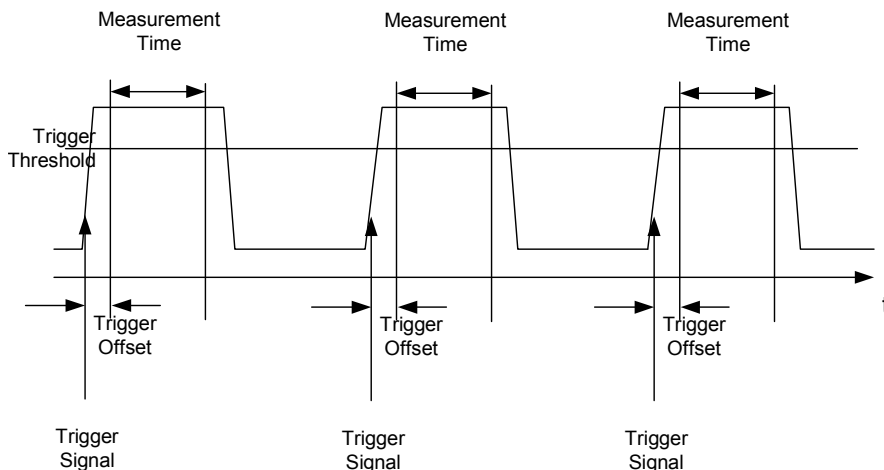 Measurement
Time
Measurement
Time
Measurement
Time
Trigger
Threshold
t
Trigger
Offset
Trigger
Offset
Trigger
Offset
Trigger
Signal
Trigger
Signal
Trigger
Signal